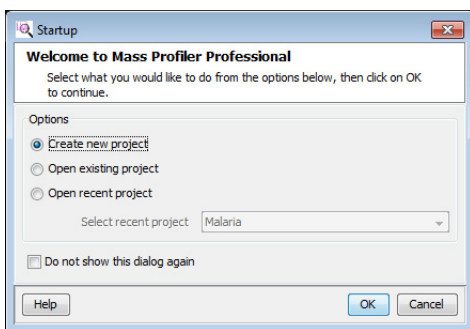 Startup
Welcome to Mass Profiler Professional
Select what you would like to do from the options below, then click on OK
to continue.
Options
Create new project
Open existing project
Open recent project
Select recent project Malaria
Do not show this dialog again
Help OK Cancel